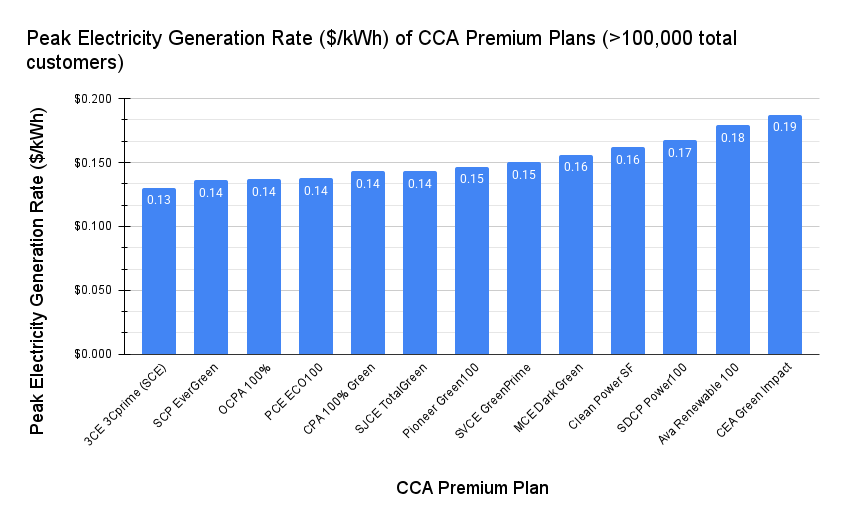 Peak Electricity Generation Rate ($/kWh) of CCA Premium Plans (>100,000 total
customers)
Peak Electricity Generation Rate ($/kWh)
$0.200
$0.150
$0.100
$0.050
$0.000
0.13
0.14
0.14
0.14
0.14
0.14
0.15
0.15
0.16
0.16
0.17
0.18
0.19
3CE 3Cprime (SCE)
SCP EverGreen
OCPA 100%
PCE ECO100
CPA 100% Green
SJCE TotalGreen
Pioneer Green100
SVCE GreenPrime
MCE Dark Green
Clean Power SF
SDCP Power100
Ava Renewable 100
CEA Green Impact
CCA Premium Plan